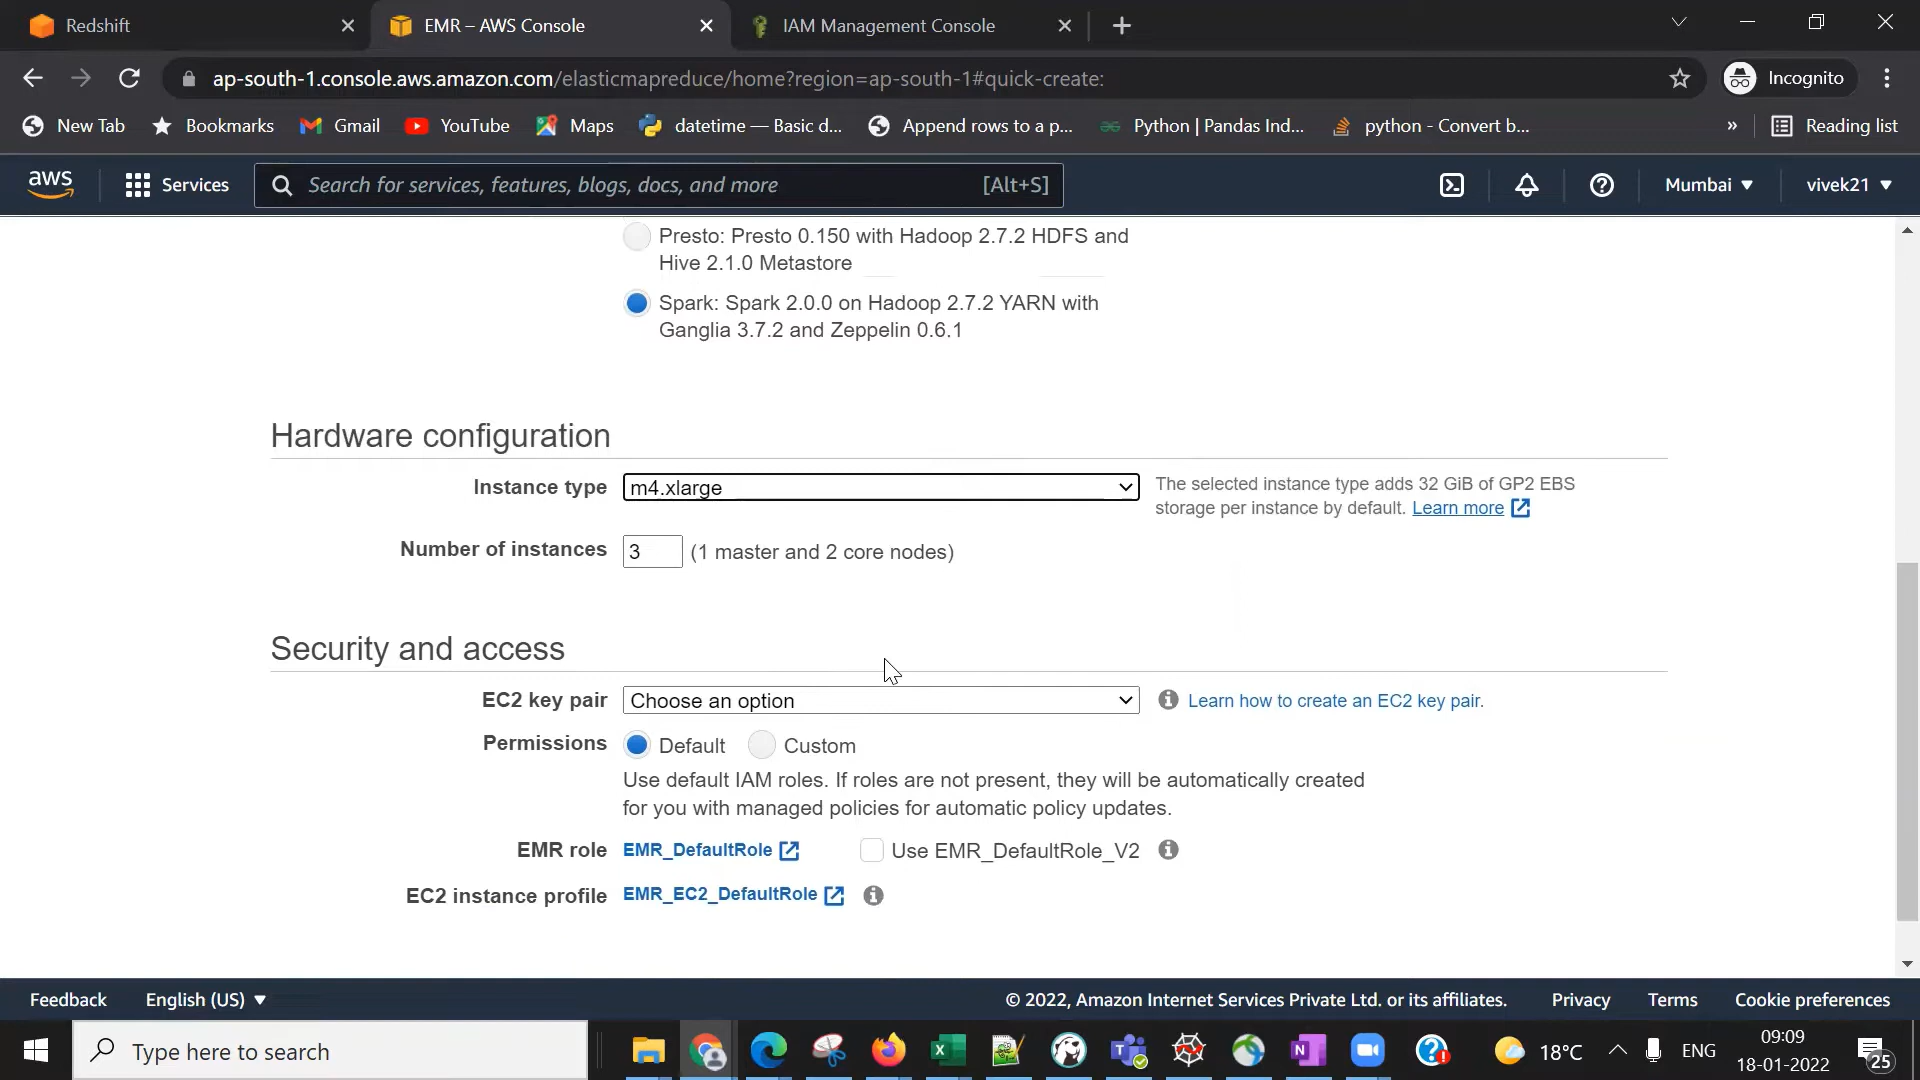 Redshift
EMR – AWS Console
IAM Management Console
ap-south-1.console.aws.amazon.com/elasticmapreduce/home?region=ap-south-1#quick-create:
Incognito
New Tab
Bookmarks
Gmail
YouTube
Maps
datetime — Basic d...
Append rows to a p...
Python | Pandas Ind...
python - Convert b...
»
Reading list
aws
Services
Search for services, features, blogs, docs, and more
[Alt+S]
Mumbai
vivek21
Presto: Presto 0.150 with Hadoop 2.7.2 HDFS and
Hive 2.1.0 Metastore
Spark: Spark 2.0.0 on Hadoop 2.7.2 YARN with
Ganglia 3.7.2 and Zeppelin 0.6.1
Hardware configuration
Instance type
m4.xlarge
The selected instance type adds 32 GiB of GP2 EBS
storage per instance by default. Learn more
Number of instances
3
(1 master and 2 core nodes)
Security and access
EC2 key pair
Choose an option
Learn how to create an EC2 key pair.
Permissions
Default
Custom
Use default IAM roles. If roles are not present, they will be automatically created
for you with managed policies for automatic policy updates.
EMR role
EMR_DefaultRole
Use EMR_DefaultRole_V2
EC2 instance profile
EMR_EC2_DefaultRole
Feedback
English (US)
© 2022, Amazon Internet Services Private Ltd. or its affiliates.
Privacy
Terms
Cookie preferences
Type here to search
18°C
ENG
09:09
18-01-2022
25